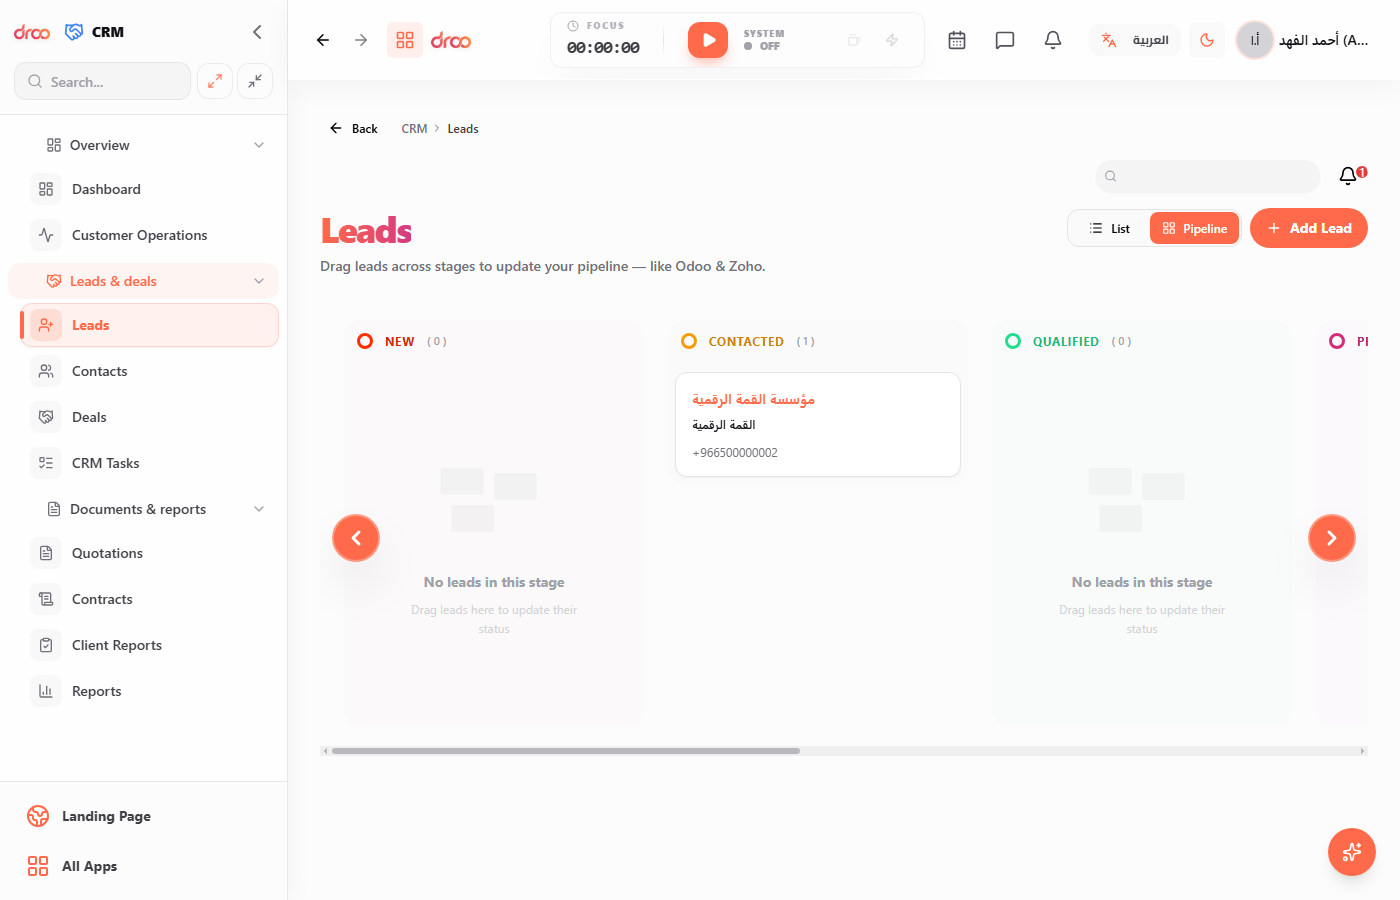 droo CRM
Search...
Overview
Dashboard
Customer Operations
Leads & deals
Leads
Contacts
Deals
CRM Tasks
Documents & reports
Quotations
Contracts
Client Reports
Reports
Landing Page
All Apps
droo
FOCUS
00:00:00
SYSTEM
OFF
العربية
أ.ا
أحمد الفهد (A...
Back CRM Leads
1
Leads
List Pipeline Add Lead
Drag leads across stages to update your pipeline — like Odoo & Zoho.
NEW (0)
No leads in this stage
Drag leads here to update their
status
CONTACTED (1)
مؤسسة القمة الرقمية
القمة الرقمية
+966500000002
QUALIFIED (0)
No leads in this stage
Drag leads here to update their
status